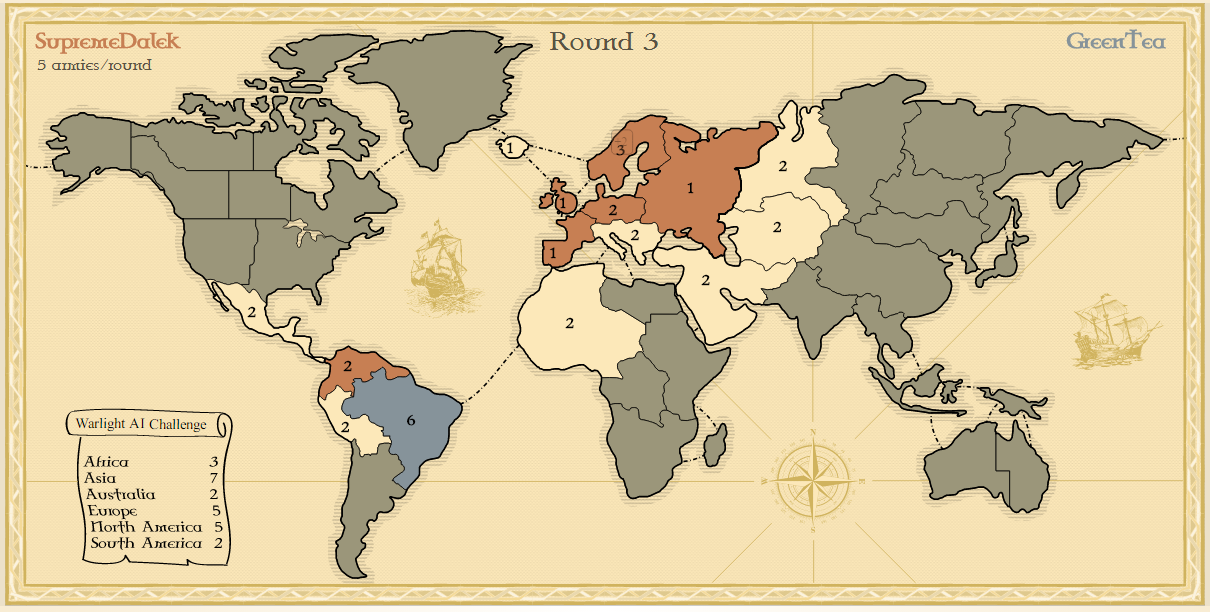 SupremeDalek
Round 3
GreenTea
5 armies/round
1
3
2
1
1
2
2
2
1
2
2
2
2
6
2
Warlight AI Challenge
Africa 3
Asia 7
Australia 2
Europe 5
North America 5
South America 2
N
S